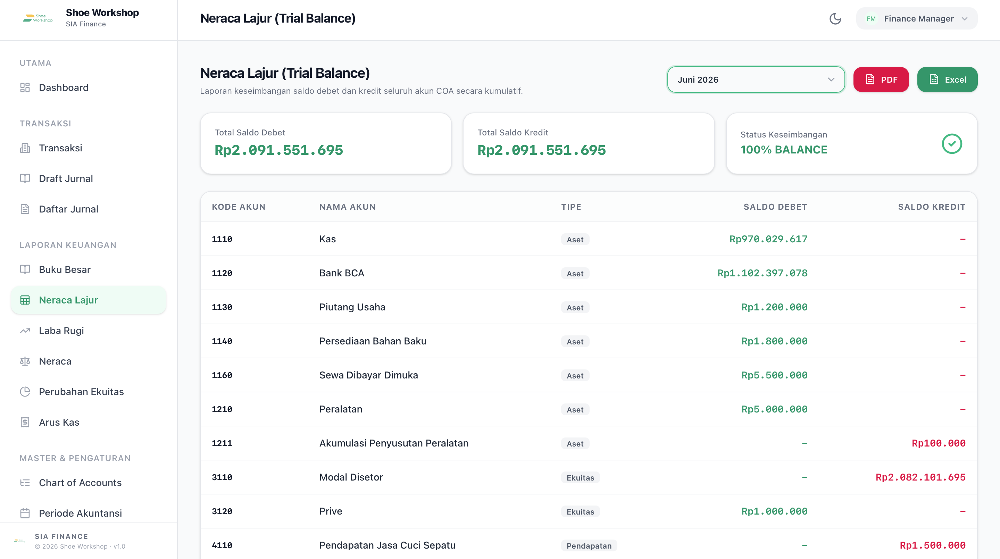 Shoe
Workshop
Shoe Workshop
SIA Finance
Neraca Lajur (Trial Balance)
FM
Finance Manager
UTAMA
Dashboard
TRANSAKSI
Transaksi
Draft Jurnal
Daftar Jurnal
LAPORAN KEUANGAN
Buku Besar
Neraca Lajur
Laba Rugi
Neraca
Perubahan Ekuitas
Arus Kas
MASTER & PENGATURAN
Chart of Accounts
Periode Akuntansi
SIA FINANCE
© 2026 Shoe Workshop · v1.0
Neraca Lajur (Trial Balance)
Laporan keseimbangan saldo debet dan kredit seluruh akun COA secara kumulatif.
Juni 2026
PDF
Excel
Total Saldo Debet
Rp2.091.551.695
Total Saldo Kredit
Rp2.091.551.695
Status Keseimbangan
100% BALANCE
KODE AKUN NAMA AKUN TIPE SALDO DEBET SALDO KREDIT
1110 Kas Aset Rp970.029.617 –
1120 Bank BCA Aset Rp1.102.397.078 –
1130 Piutang Usaha Aset Rp1.200.000 –
1140 Persediaan Bahan Baku Aset Rp1.800.000 –
1160 Sewa Dibayar Dimuka Aset Rp5.500.000 –
1210 Peralatan Aset Rp5.000.000 –
1211 Akumulasi Penyusutan Peralatan Aset – Rp100.000
3110 Modal Disetor Ekuitas – Rp2.082.101.695
3120 Prive Ekuitas Rp1.000.000 –
4110 Pendapatan Jasa Cuci Sepatu Pendapatan – Rp1.500.000